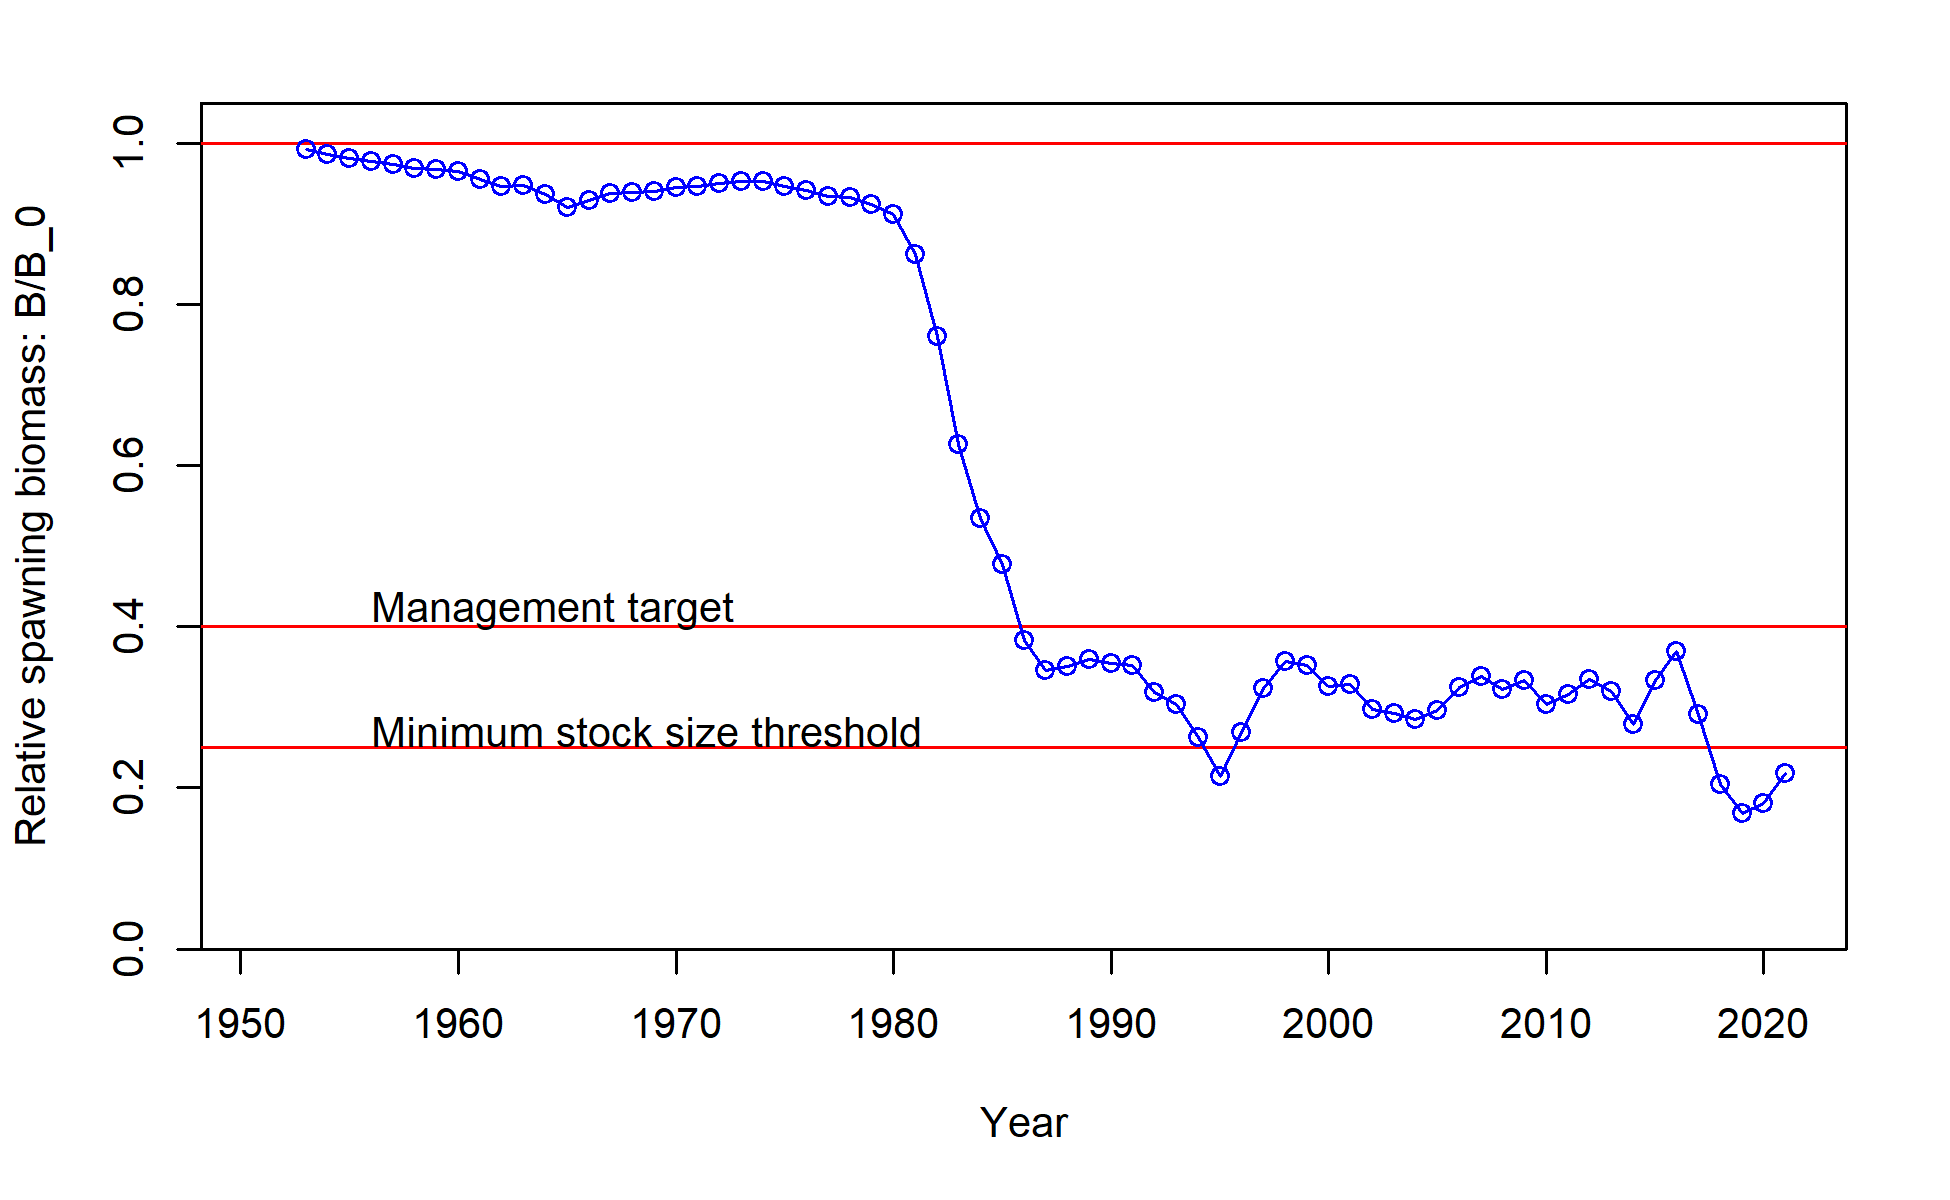 Relative spawning biomass: B/B_0
1.0
0.8
0.6
0.4
0.2
0.0
Management target
Minimum stock size threshold
1950 1960 1970 1980 1990 2000 2010 2020
Year